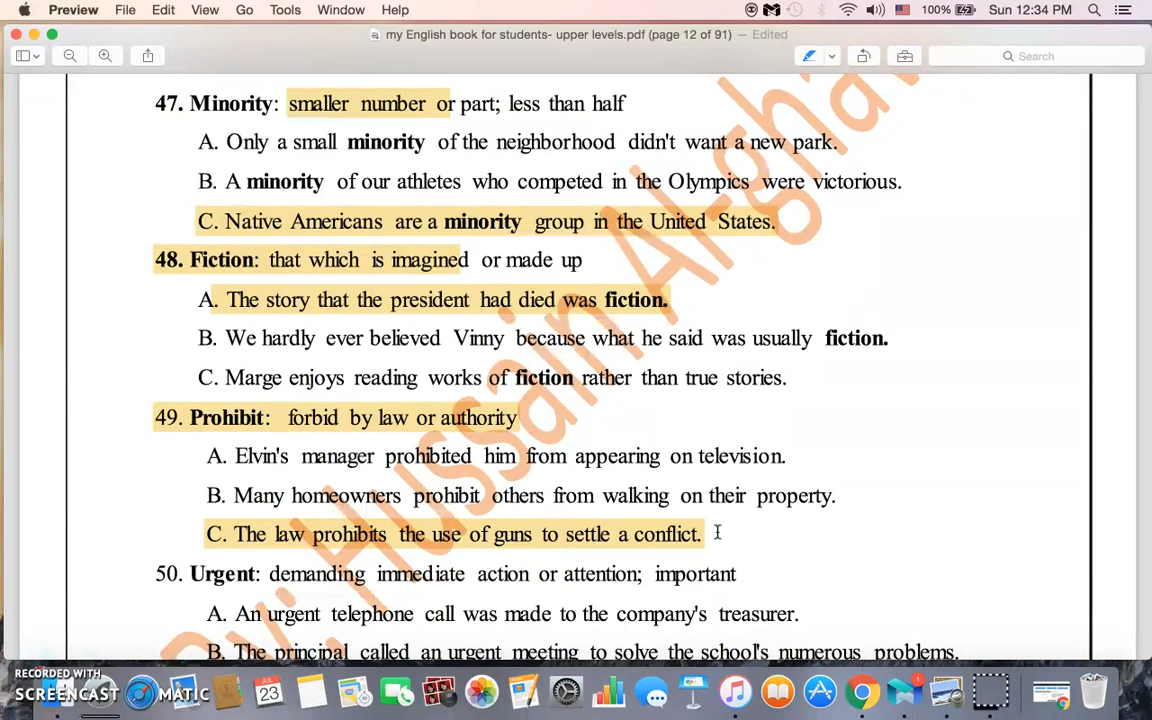 Preview File Edit View Go Tools Window Help 100% Sun 12:34 PM
my English book for students- upper levels.pdf (page 12 of 91) — Edited
Search
47. Minority: smaller number or part; less than half
A. Only a small minority of the neighborhood didn't want a new park.
B. A minority of our athletes who competed in the Olympics were victorious.
C. Native Americans are a minority group in the United States.
48. Fiction: that which is imagined or made up
A. The story that the president had died was fiction.
B. We hardly ever believed Vinny because what he said was usually fiction.
C. Marge enjoys reading works of fiction rather than true stories.
49. Prohibit: forbid by law or authority
A. Elvin's manager prohibited him from appearing on television.
B. Many homeowners prohibit others from walking on their property.
C. The law prohibits the use of guns to settle a conflict.
50. Urgent: demanding immediate action or attention; important
A. An urgent telephone call was made to the company's treasurer.
B. The principal called an urgent meeting to solve the school's numerous problems.
Hussain
RECORDED WITH
SCREENCAST MATIC
23
1